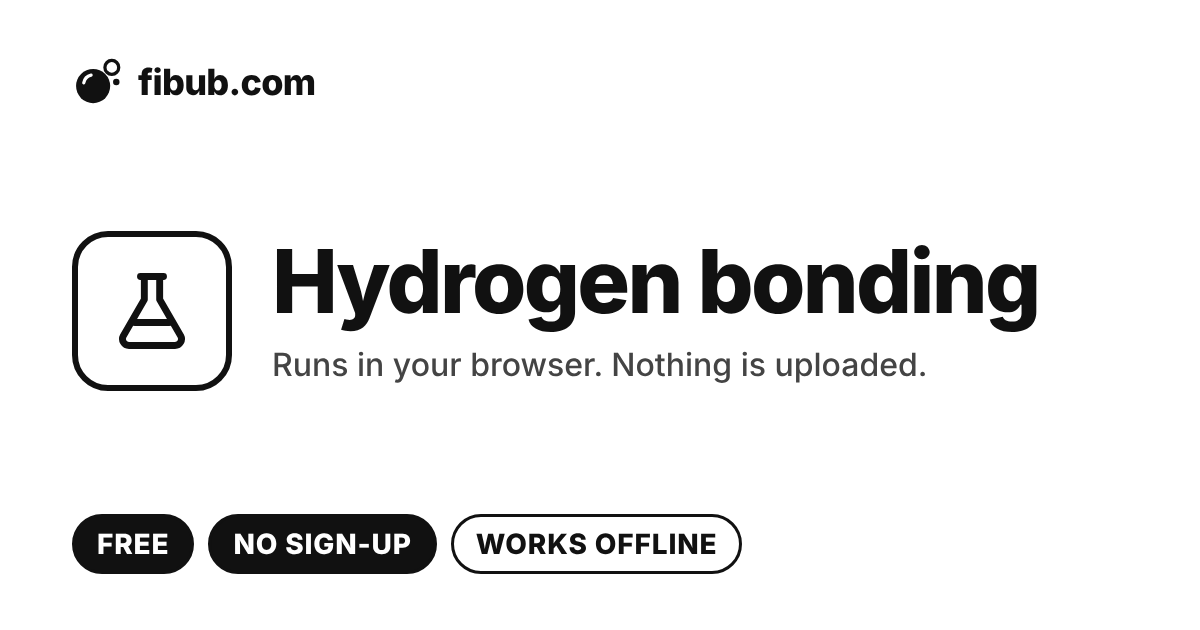 fibub.com
Hydrogen bonding
Runs in your browser. Nothing is uploaded.
FREE NO SIGN-UP WORKS OFFLINE